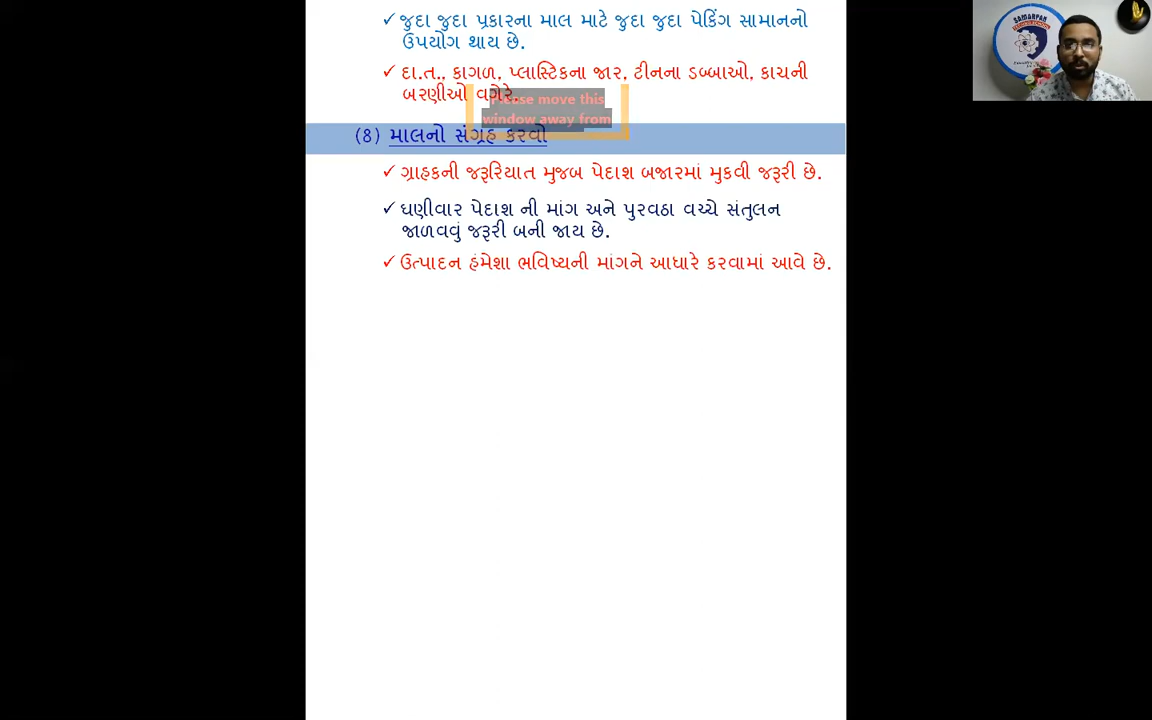 ✓ જુદા જુદા પ્રકારના માલ માટે જુદા જુદા પેકિંગ સામાનનો
ઉપયોગ થાય છે.
✓ દા.ત., કાગળ, પ્લાસ્ટિકના જાર, ટીનના ડબ્બાઓ, કાચની
બરણીઓ વગેરે.
Please move this
window away from
(8) માલનો સંગ્રહ કરવો
✓ ગ્રાહકની જરૂરિયાત મુજબ પેદાશ બજારમાં મુકવી જરૂરી છે.
✓ ઘણીવાર પેદાશ ની માંગ અને પુરવઠા વચ્ચે સંતુલન
જાળવવું જરૂરી બની જાય છે.
✓ ઉત્પાદન હંમેશા ભવિષ્યની માંગને આધારે કરવામાં આવે છે.
SAMARPAN